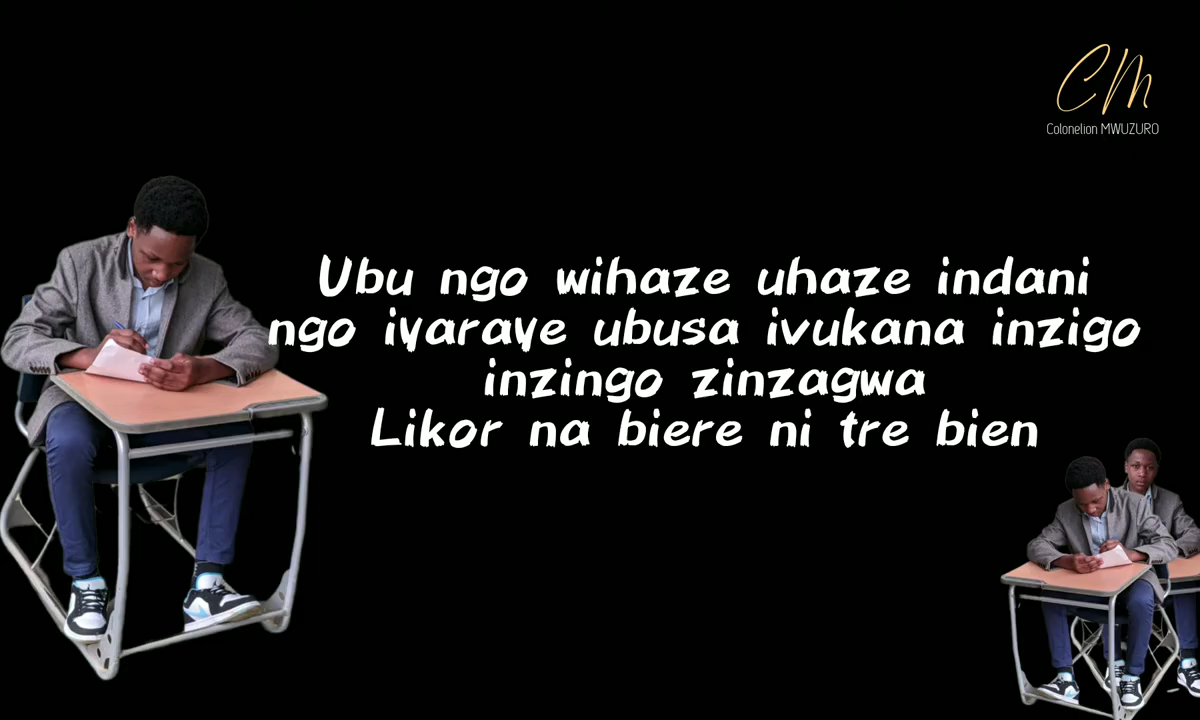 CM
Colonelion MWUZURO
Ubu ngo wihaze uhaze indani
ngo iyaraye ubusa ivukana inzigo
inzingo zinzagwa
Likor na biere ni tre bien